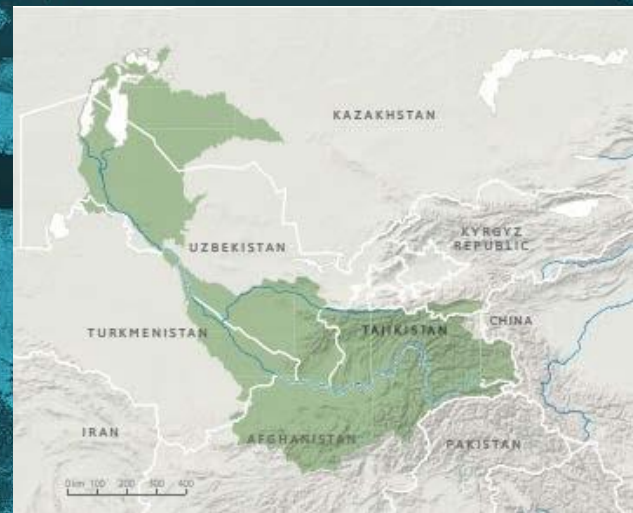 KAZAKHSTAN
KYRGYZ
REPUBLIC
UZBEKISTAN
CHINA
TURKMENISTAN
TAJIKISTAN
IRAN
AFGHANISTAN
PAKISTAN
0 km 100 200 300 400